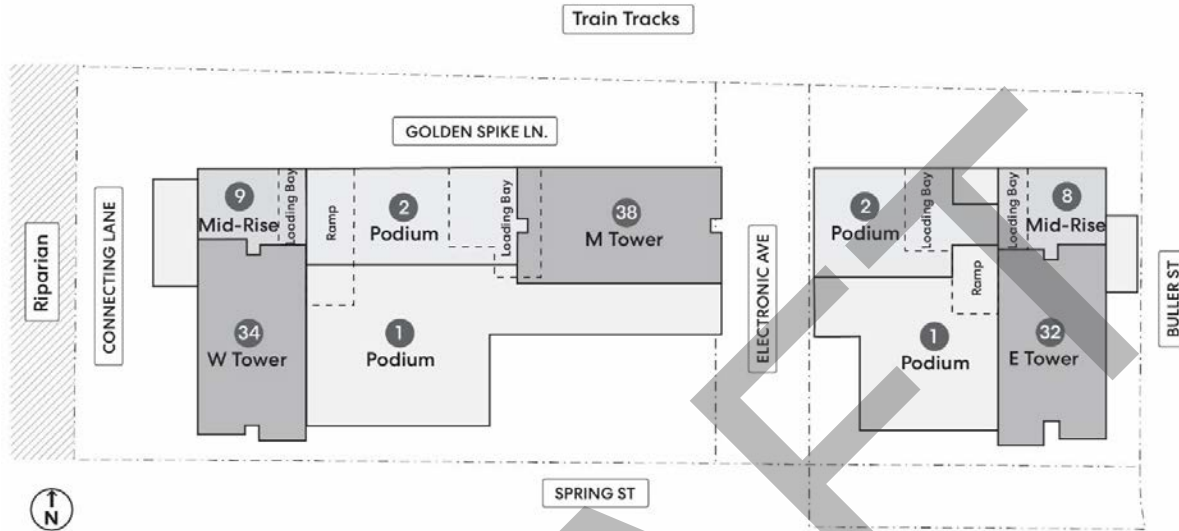 Train Tracks
GOLDEN SPIKE LN.
Riparian
CONNECTING LANE
9
Mid-Rise
Loading Bay
Ramp
2
Podium
Loading Bay
38
M Tower
34
W Tower
1
Podium
ELECTRONIC AVE
2
Podium
Loading Bay
Loading Bay
8
Mid-Rise
Ramp
1
Podium
32
E Tower
BULLER ST
SPRING ST
N